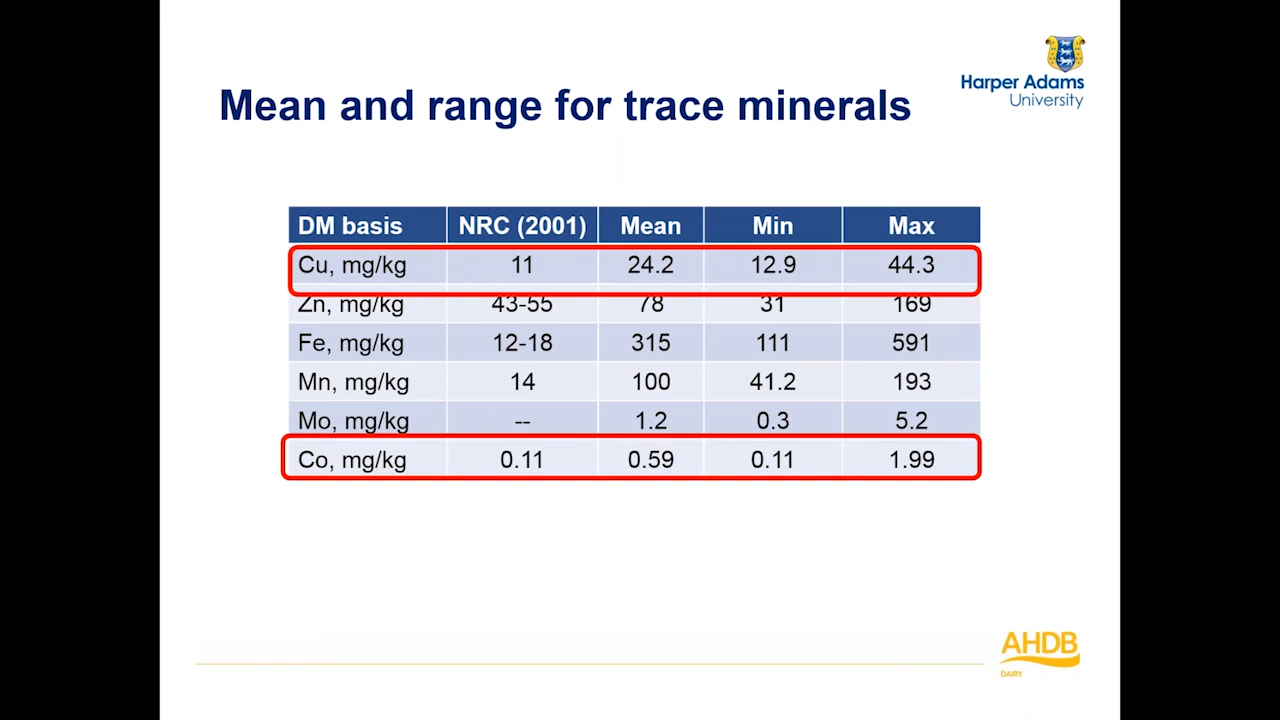 Harper Adams
University
Mean and range for trace minerals
DM basis NRC (2001) Mean Min Max
Cu, mg/kg 11 24.2 12.9 44.3
Zn, mg/kg 43-55 78 31 169
Fe, mg/kg 12-18 315 111 591
Mn, mg/kg 14 100 41.2 193
Mo, mg/kg -- 1.2 0.3 5.2
Co, mg/kg 0.11 0.59 0.11 1.99
AHDB
DAIRY